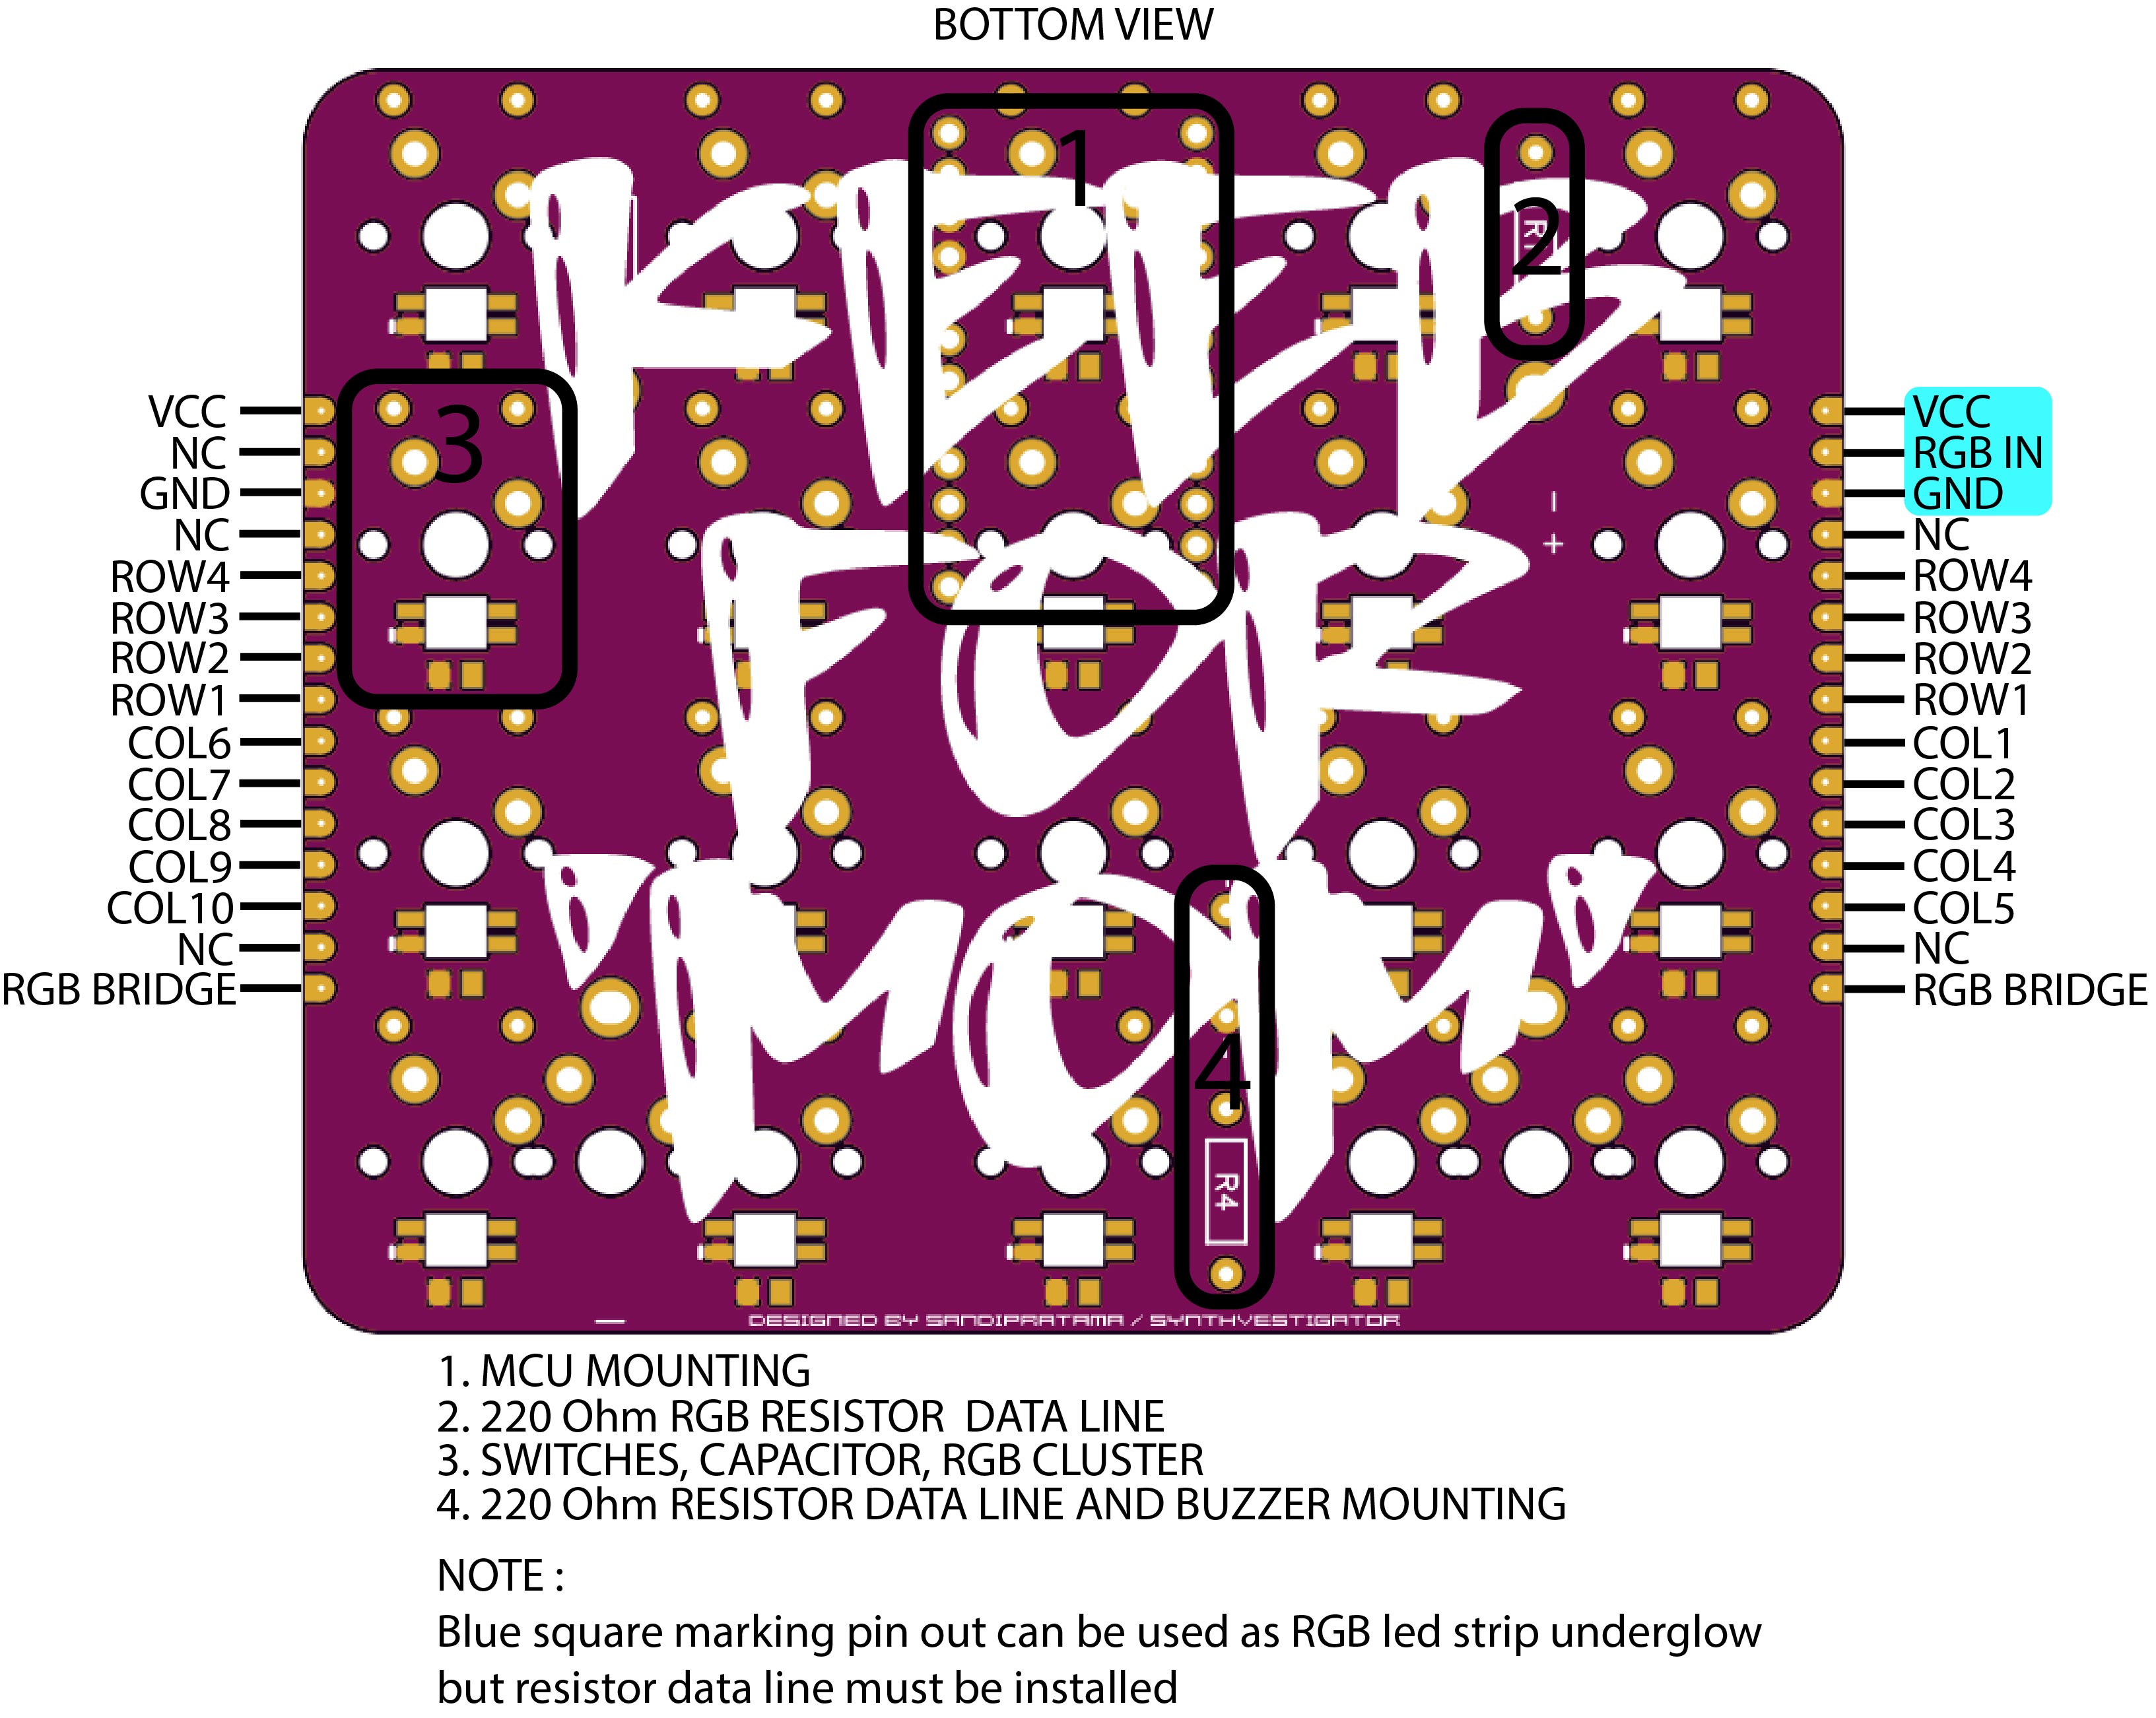 BOTTOM VIEW
1
2
3
4
KEEB
FOR
R4
VCC
NC
GND
NC
ROW4
ROW3
ROW2
ROW1
COL6
COL7
COL8
COL9
COL10
NC
RGB BRIDGE
VCC
RGB IN
GND
NC
ROW4
ROW3
ROW2
ROW1
COL1
COL2
COL3
COL4
COL5
NC
RGB BRIDGE
DESIGNED BY SANDIPRATAMA / SYNTHVESTIGATOR
1. MCU MOUNTING
2. 220 Ohm RGB RESISTOR DATA LINE
3. SWITCHES, CAPACITOR, RGB CLUSTER
4. 220 Ohm RESISTOR DATA LINE AND BUZZER MOUNTING
NOTE :
Blue square marking pin out can be used as RGB led strip underglow
but resistor data line must be installed